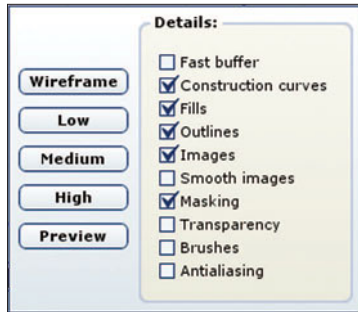 Wireframe
Low
Medium
High
Preview
Details:
Fast buffer
Construction curves
Fills
Outlines
Images
Smooth images
Masking
Transparency
Brushes
Antialiasing